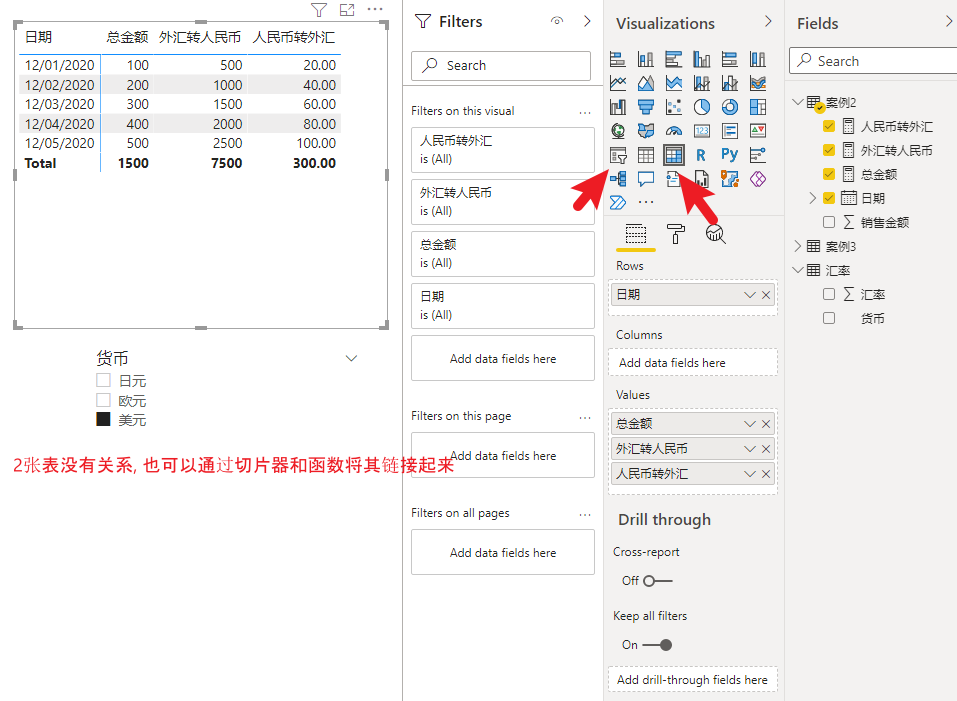 日期 总金额 外汇转人民币 人民币转外汇
12/01/2020 100 500 20.00
12/02/2020 200 1000 40.00
12/03/2020 300 1500 60.00
12/04/2020 400 2000 80.00
12/05/2020 500 2500 100.00
Total 1500 7500 300.00
货币
日元
欧元
美元
2张表没有关系, 也可以通过切片器和函数将其链接起来
Filters
Search
Filters on this visual
人民币转外汇
is (All)
外汇转人民币
is (All)
总金额
is (All)
日期
is (All)
Add data fields here
Filters on this page
Add data fields here
Filters on all pages
Add data fields here
Visualizations
123
R Py
Rows
日期
Columns
Add data fields here
Values
总金额
外汇转人民币
人民币转外汇
Drill through
Cross-report
Off
Keep all filters
On
Add drill-through fields here
Fields
Search
案例2
人民币转外汇
外汇转人民币
总金额
日期
∑ 销售金额
案例3
汇率
∑ 汇率
货币